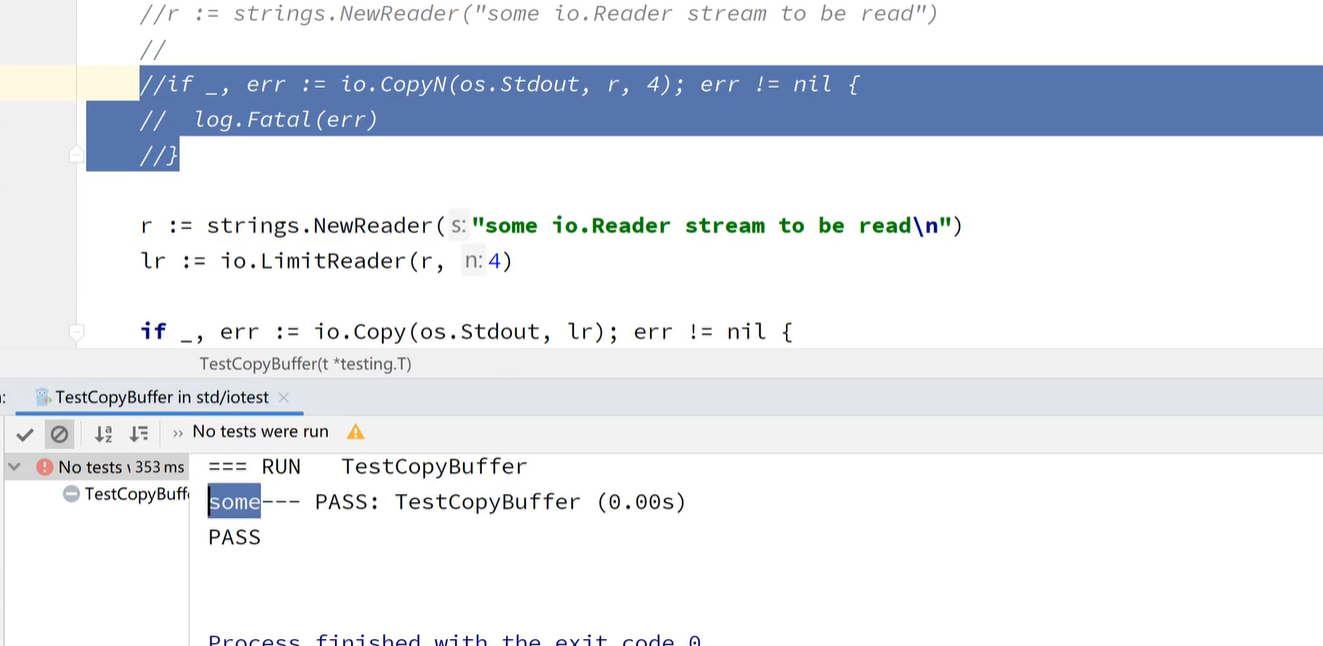 //r := strings.NewReader("some io.Reader stream to be read")
//
//if _, err := io.CopyN(os.Stdout, r, 4); err != nil {
//  log.Fatal(err)
//}
r := strings.NewReader( s: "some io.Reader stream to be read\n")
lr := io.LimitReader(r,  n: 4)
if _, err := io.Copy(os.Stdout, lr); err != nil {
TestCopyBuffer(t *testing.T)
: TestCopyBuffer in std/iotest ×
» No tests were run
No tests 353 ms
=== RUN   TestCopyBuffer
TestCopyBuff
some--- PASS: TestCopyBuffer (0.00s)
PASS
Process finished with the exit code 0